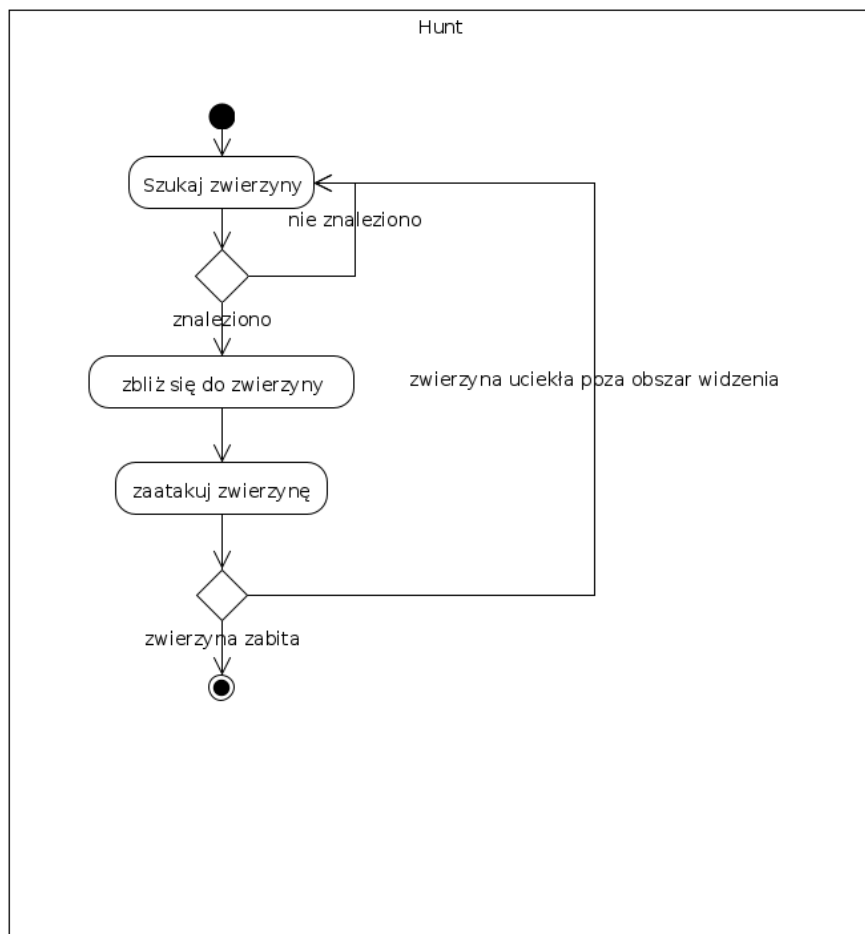 Hunt
Szukaj zwierzyny
nie znaleziono
znaleziono
zbliż się do zwierzyny
zwierzyna uciekła poza obszar widzenia
zaatakuj zwierzynę
zwierzyna zabita